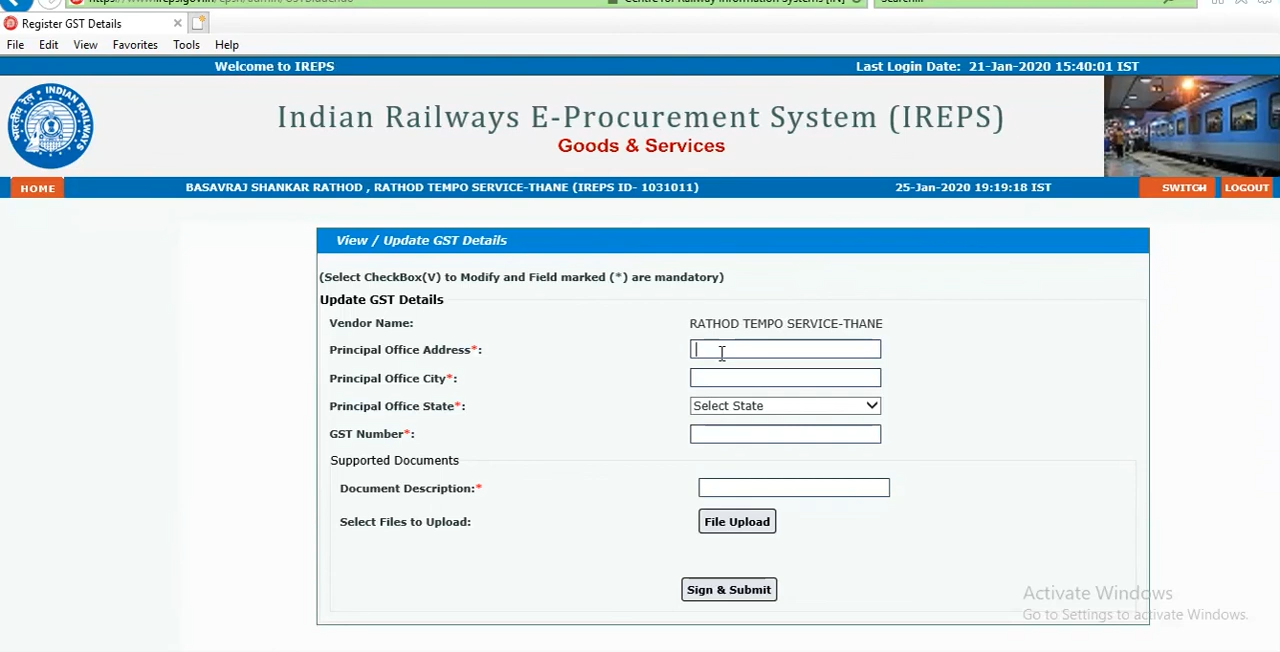 Register GST Details
File Edit View Favorites Tools Help
Welcome to IREPS
Last Login Date: 21-Jan-2020 15:40:01 IST
INDIAN RAILWAYS
भारतीय रेल
Indian Railways E-Procurement System (IREPS)
Goods & Services
HOME
BASAVRAJ SHANKAR RATHOD , RATHOD TEMPO SERVICE-THANE (IREPS ID- 1031011)
25-Jan-2020 19:19:18 IST
SWITCH
LOGOUT
View / Update GST Details
(Select CheckBox(V) to Modify and Field marked (*) are mandatory)
Update GST Details
Vendor Name: RATHOD TEMPO SERVICE-THANE
Principal Office Address*:
Principal Office City*:
Principal Office State*: Select State
GST Number*:
Supported Documents
Document Description:*
Select Files to Upload: File Upload
Sign & Submit
Activate Windows
Go to Settings to activate Windows.